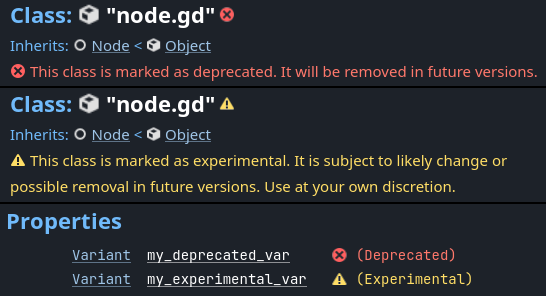 Class: "node.gd"
Inherits: Node < Object
This class is marked as deprecated. It will be removed in future versions.
Class: "node.gd"
Inherits: Node < Object
This class is marked as experimental. It is subject to likely change or
possible removal in future versions. Use at your own discretion.
Properties
Variant my_deprecated_var (Deprecated)
Variant my_experimental_var (Experimental)